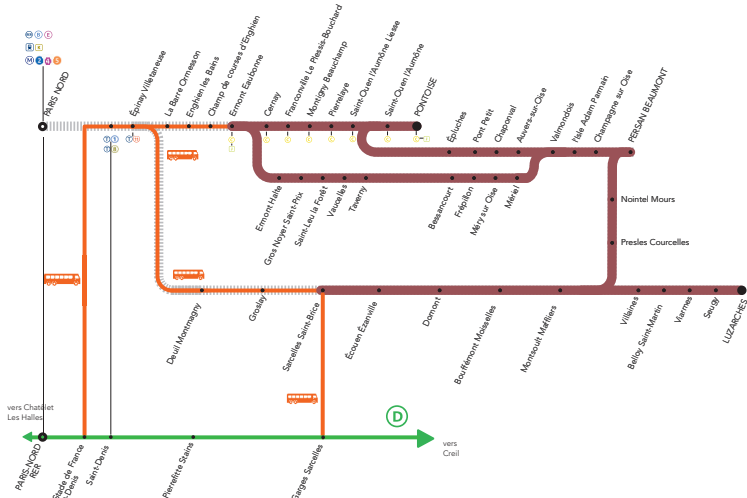 M 2 4 5
PARIS NORD
Épinay Villetaneuse
La Barre Ormesson
Enghien les Bains
Champ de courses d'Enghien
Ermont Eaubonne
Cernay
Franconville Le Plessis-Bouchard
Montigny Beauchamp
Pierrelaye
Saint-Ouen l'Aumône Liesse
Saint-Ouen l'Aumône
PONTOISE
Épluches
Pont Petit
Chaponval
Auvers-sur-Oise
Valmondois
Isle Adam Parmain
Champagne sur Oise
PERSAN BEAUMONT
Ermont Halte
Gros Noyer Saint-Prix
Saint-Leu la Forêt
Vaucelles
Taverny
Bessancourt
Frépillon
Méry sur Oise
Mériel
Nointel Mours
Presles Courcelles
Deuil Montmagny
Groslay
Sarcelles Saint-Brice
Écouen Ézanville
Domont
Bouffémont Moisselles
Montsoult Maffliers
Villaines
Belloy Saint-Martin
Viarmes
Seugy
LUZARCHES
vers Chatêlet
Les Halles
D
vers
Creil
PARIS-NORD
RER
Stade de France
-Denis
Saint-Denis
Pierrefitte Stains
Garges Sarcelles